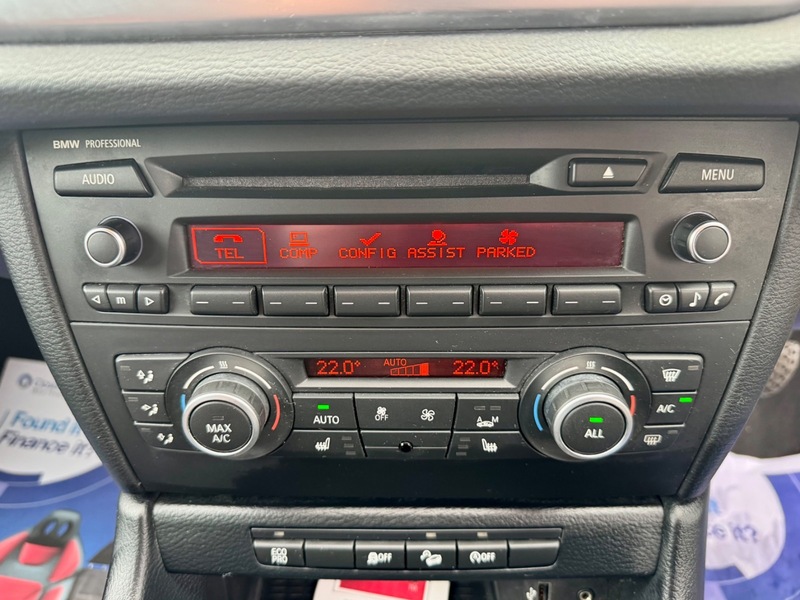 BMW PROFESSIONAL
AUDIO
MENU
TEL COMP CONFIG ASSIST PARKED
m
22.0° AUTO 22.0°
MAX A/C
AUTO
OFF
A M
ALL
A/C
ECO PRO
OFF
OFF
Found it
Finance it!
it?